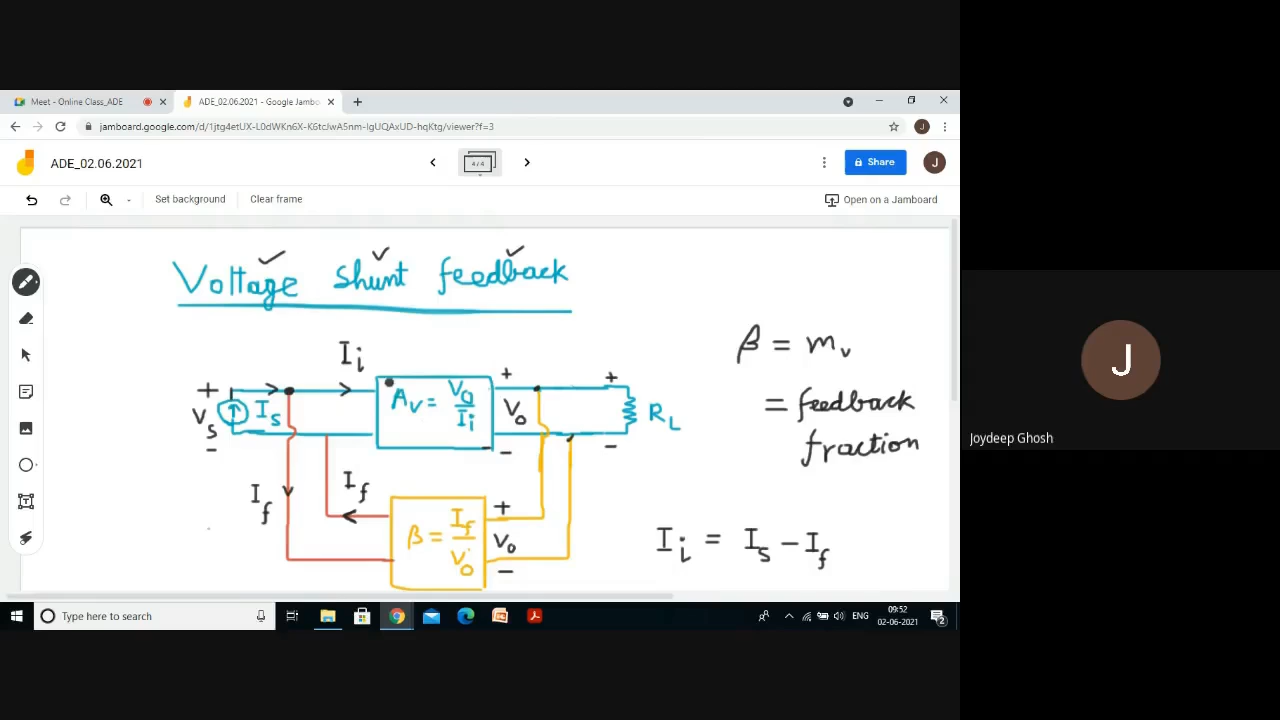 Meet - Online Class_ADE
ADE_02.06.2021 - Google Jambo
jamboard.google.com/d/1jtg4etUX-L0dWKn6X-K6tcJwA5nm-IgUQAxUD-hqKtg/viewer?f=3
J
ADE_02.06.2021
4 / 4
Share
J
Set background
Clear frame
Open on a Jamboard
Voltage shunt feedback
Ii
+
Vs
-
Is
Av = Vo/Ii
+
Vo
-
+
RL
-
β = mv
= feedback
fraction
If
If
β = If/Vo
+
Vo
-
Ii = Is - If
J
Joydeep Ghosh
Type here to search
ENG
09:52
02-06-2021
2